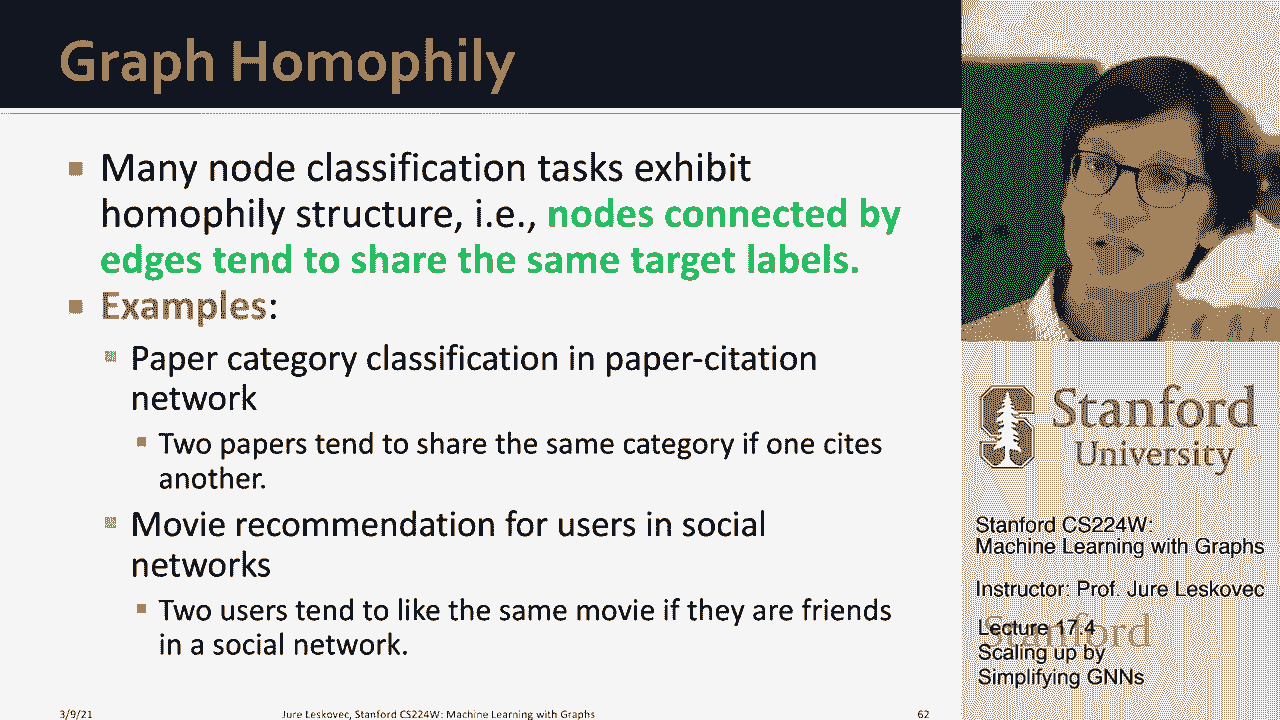 Graph Homophily
Many node classification tasks exhibit
homophily structure, i.e., nodes connected by
edges tend to share the same target labels.
Examples:
Paper category classification in paper-citation
network
Two papers tend to share the same category if one cites
another.
Movie recommendation for users in social
networks
Two users tend to like the same movie if they are friends
in a social network.
3/9/21
Jure Leskovec, Stanford CS224W: Machine Learning with Graphs
62
Stanford
University
Stanford CS224W:
Machine Learning with Graphs
Instructor: Prof. Jure Leskovec
Lecture 17.4
Scaling up by
Simplifying GNNs